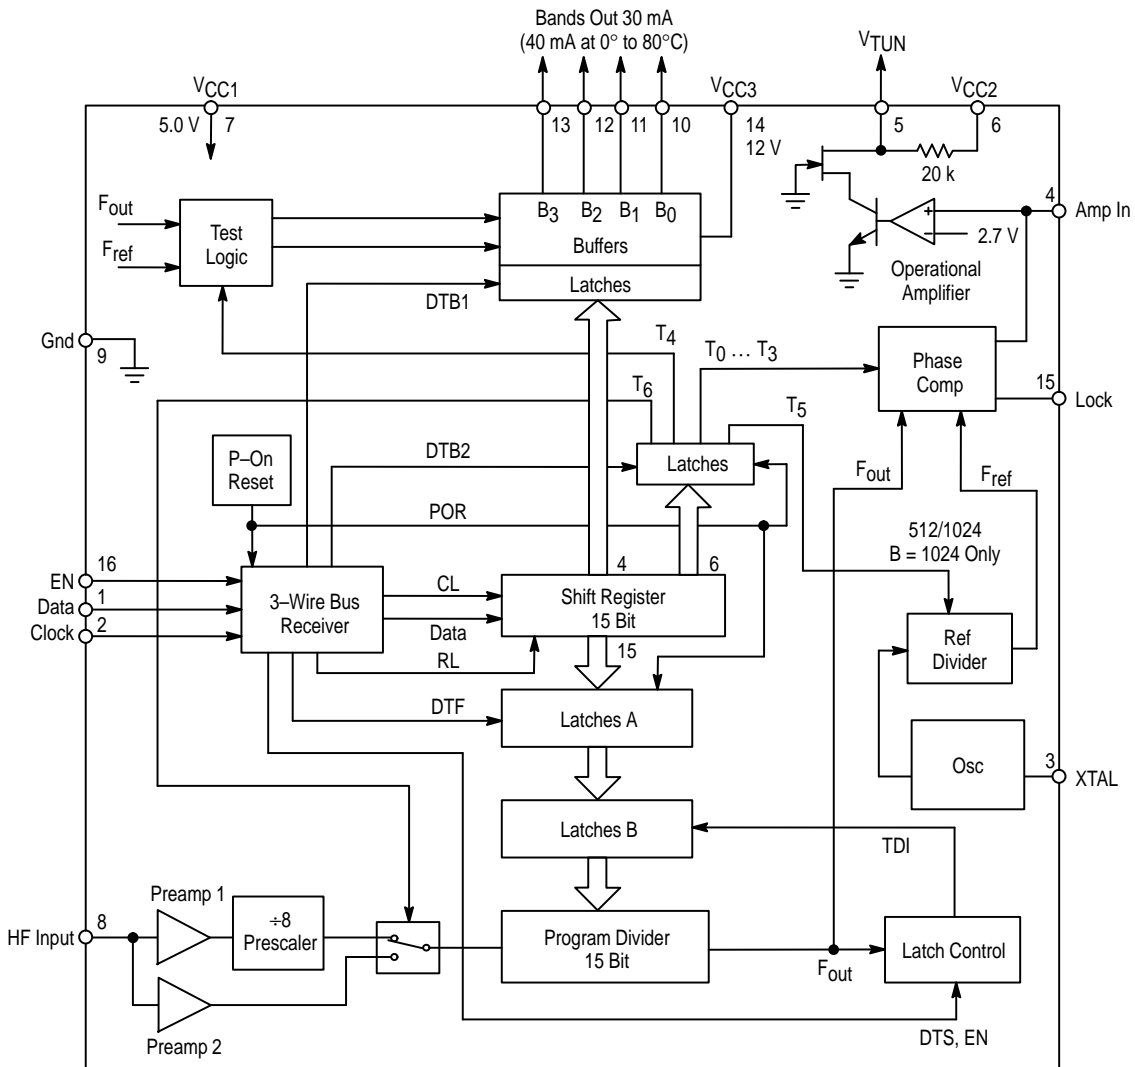 Bands Out 30 mA
(40 mA at 0° to 80°C)
VTUN
VCC1
VCC3
VCC2
5.0 V
7
13
12
11
10
14
12 V
5
6
20 k
4
Amp In
B3
B2
B1
B0
Buffers
Latches
Fout
Fref
Test
Logic
2.7 V
Operational
Amplifier
DTB1
Gnd
9
T4
T0 … T3
Phase
Comp
15
Lock
T6
T5
P–On
Reset
DTB2
Latches
Fout
Fref
POR
512/1024
B = 1024 Only
16
EN
1
Data
2
Clock
3–Wire Bus
Receiver
CL
Data
RL
4
6
Shift Register
15 Bit
15
Ref
Divider
DTF
Latches A
Osc
3
XTAL
Latches B
TDI
Preamp 1
8
HF Input
÷8
Prescaler
Program Divider
15 Bit
Fout
Latch Control
Preamp 2
DTS, EN